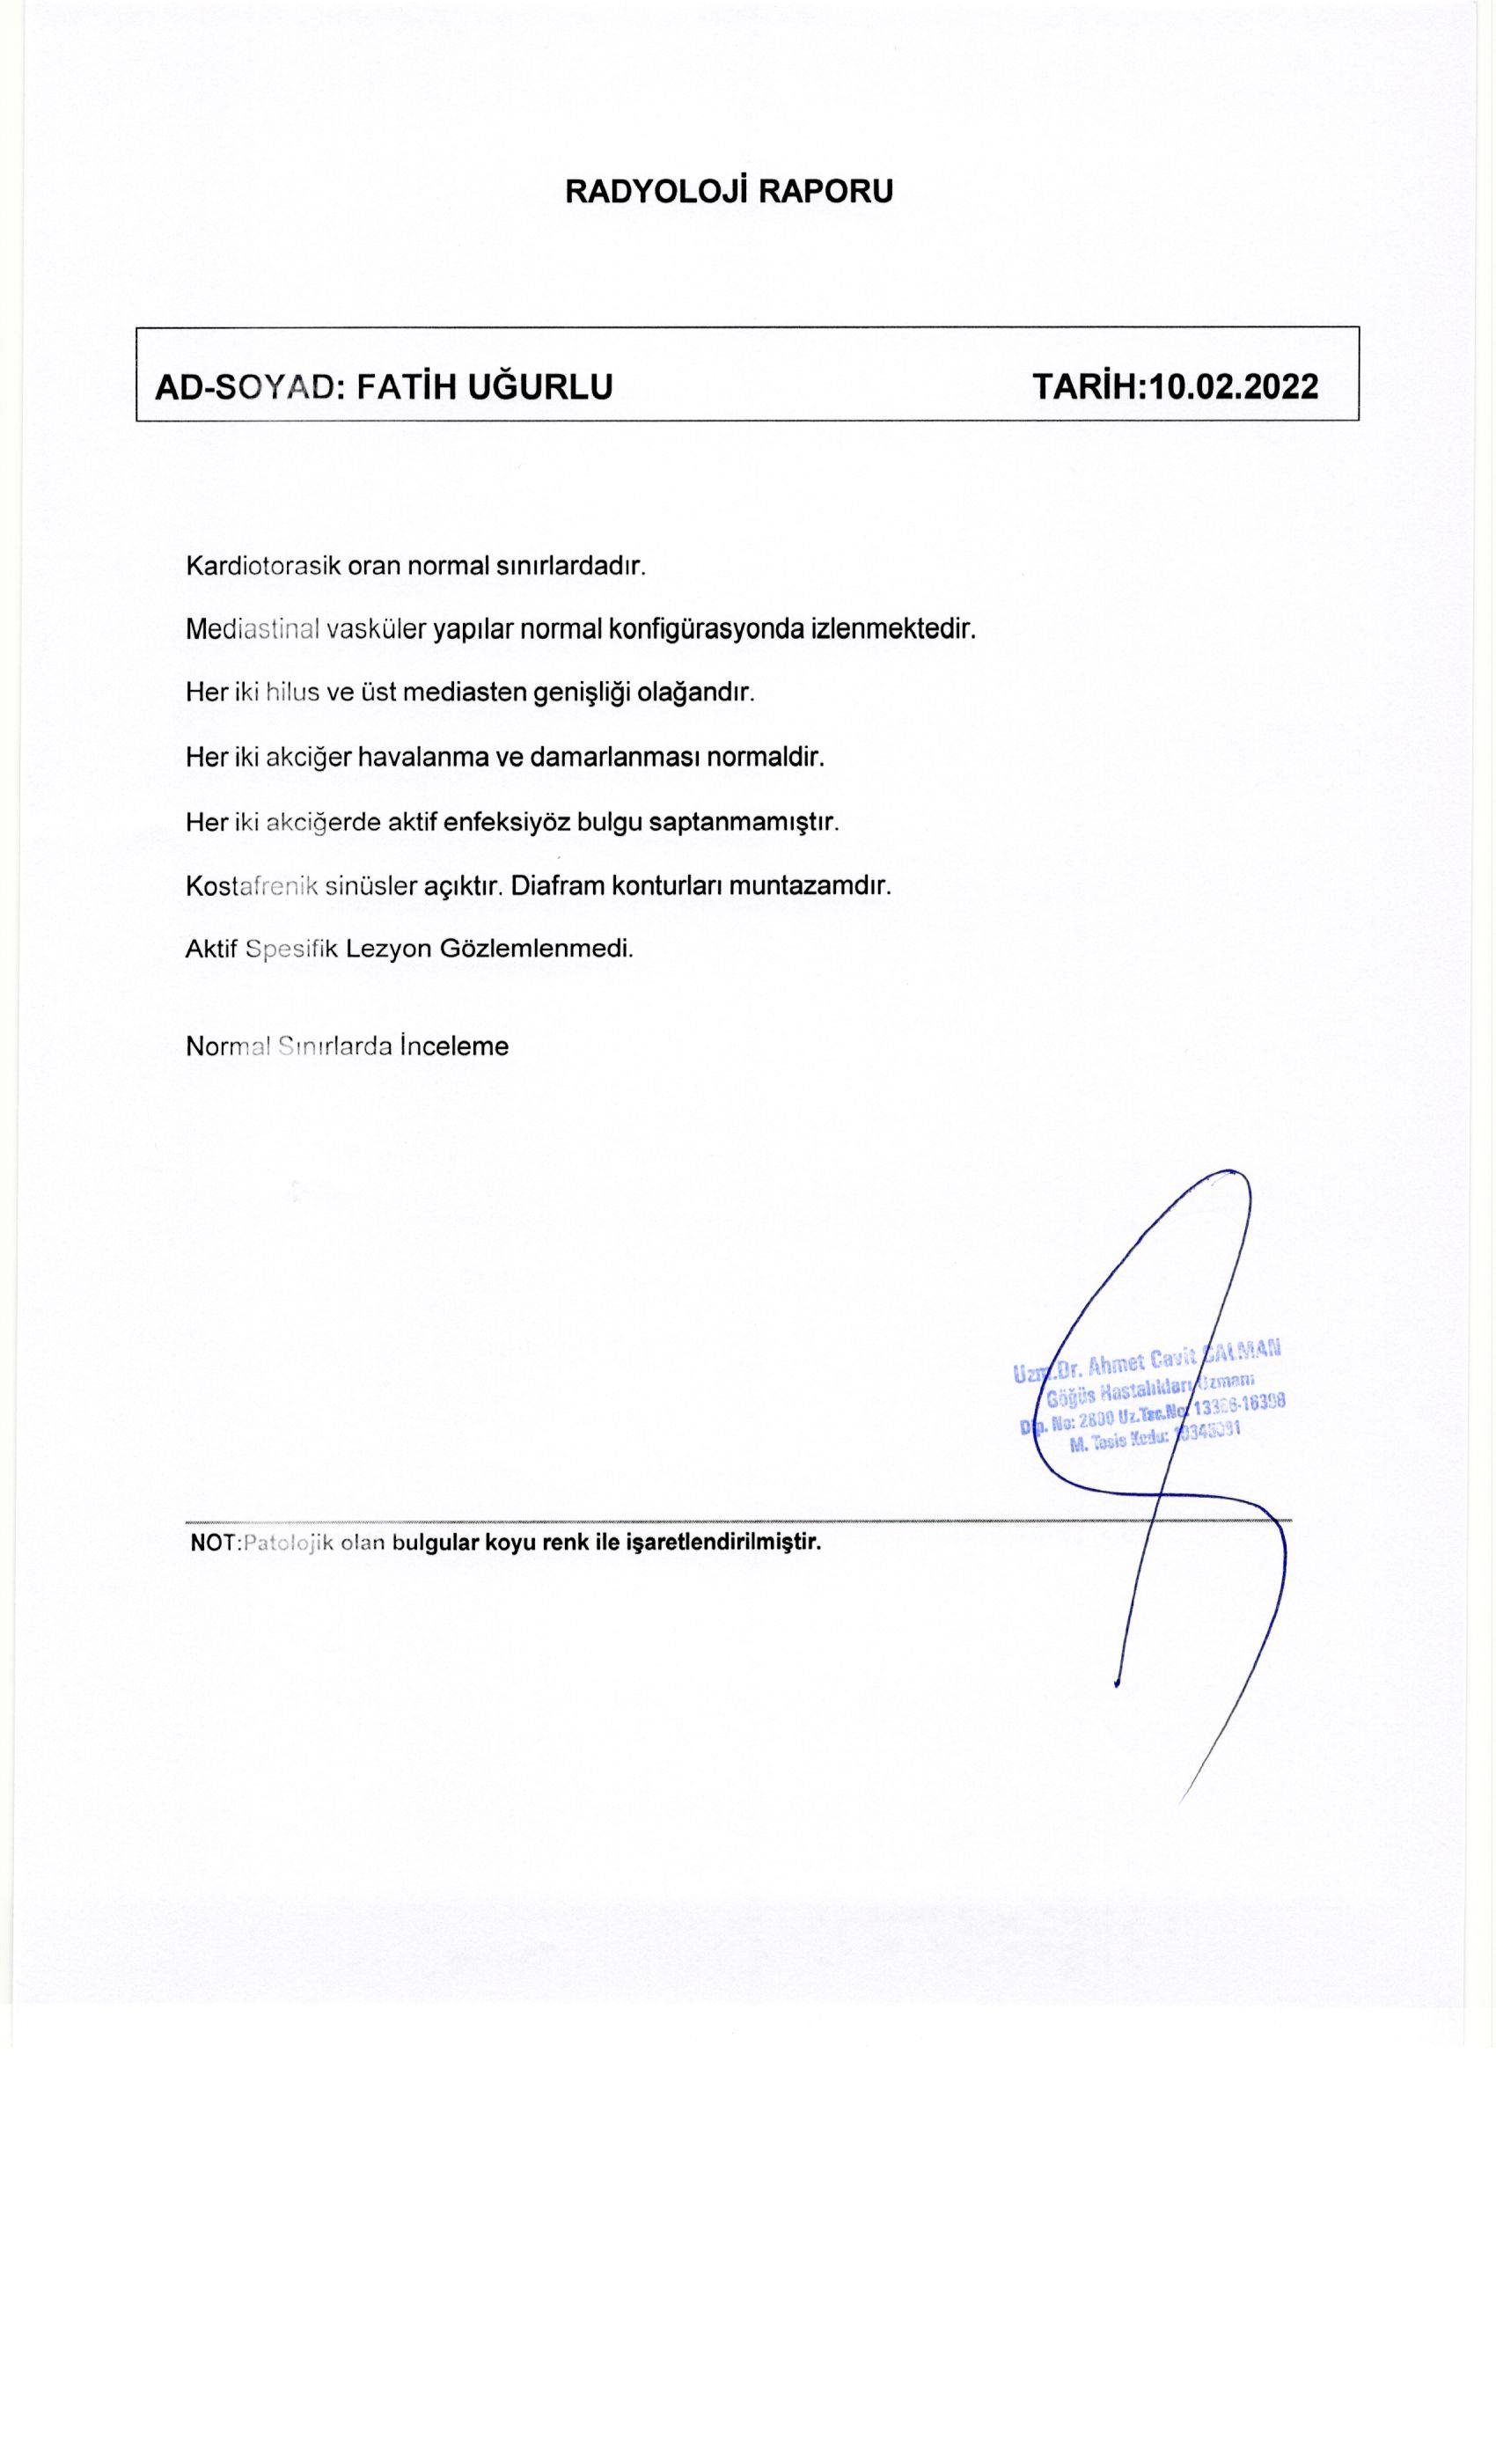 RADYOLOJİ RAPORU
AD-SOYAD: FATİH UĞURLU TARİH:10.02.2022
Kardiotorasik oran normal sınırlardadır.
Mediastinal vasküler yapılar normal konfigürasyonda izlenmektedir.
Her iki hilus ve üst mediasten genişliği olağandır.
Her iki akciğer havalanma ve damarlanması normaldir.
Her iki akciğerde aktif enfeksiyöz bulgu saptanmamıştır.
Kostafrenik sinüsler açıktır. Diafram konturları muntazamdır.
Aktif Spesifik Lezyon Gözlemlenmedi.
Normal Sınırlarda İnceleme
Uzm.Dr. Ahmet Cavit
Göğüs Hastalıkları Uzmanı
Dip. No: 2800 Uz.Tsc.No:
M. Tesis Kodu:
NOT:Patolojik olan bulgular koyu renk ile işaretlendirilmiştir.